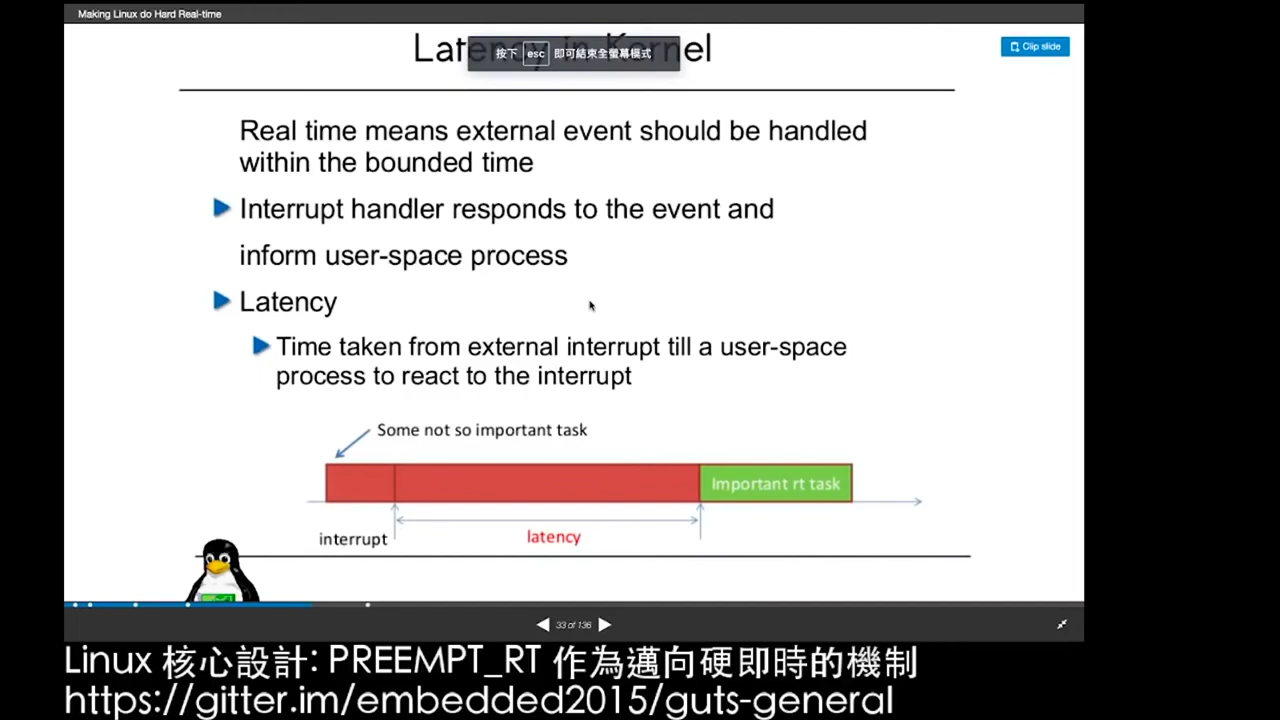 Making Linux do Hard Real-time
Latency in Kernel
按下 esc 即可結束全螢幕模式
Clip slide
Real time means external event should be handled
within the bounded time
Interrupt handler responds to the event and
inform user-space process
Latency
Time taken from external interrupt till a user-space
process to react to the interrupt
Some not so important task
Important rt task
interrupt
latency
33 of 136
Linux 核心設計: PREEMPT_RT 作為邁向硬即時的機制
https://gitter.im/embedded2015/guts-general